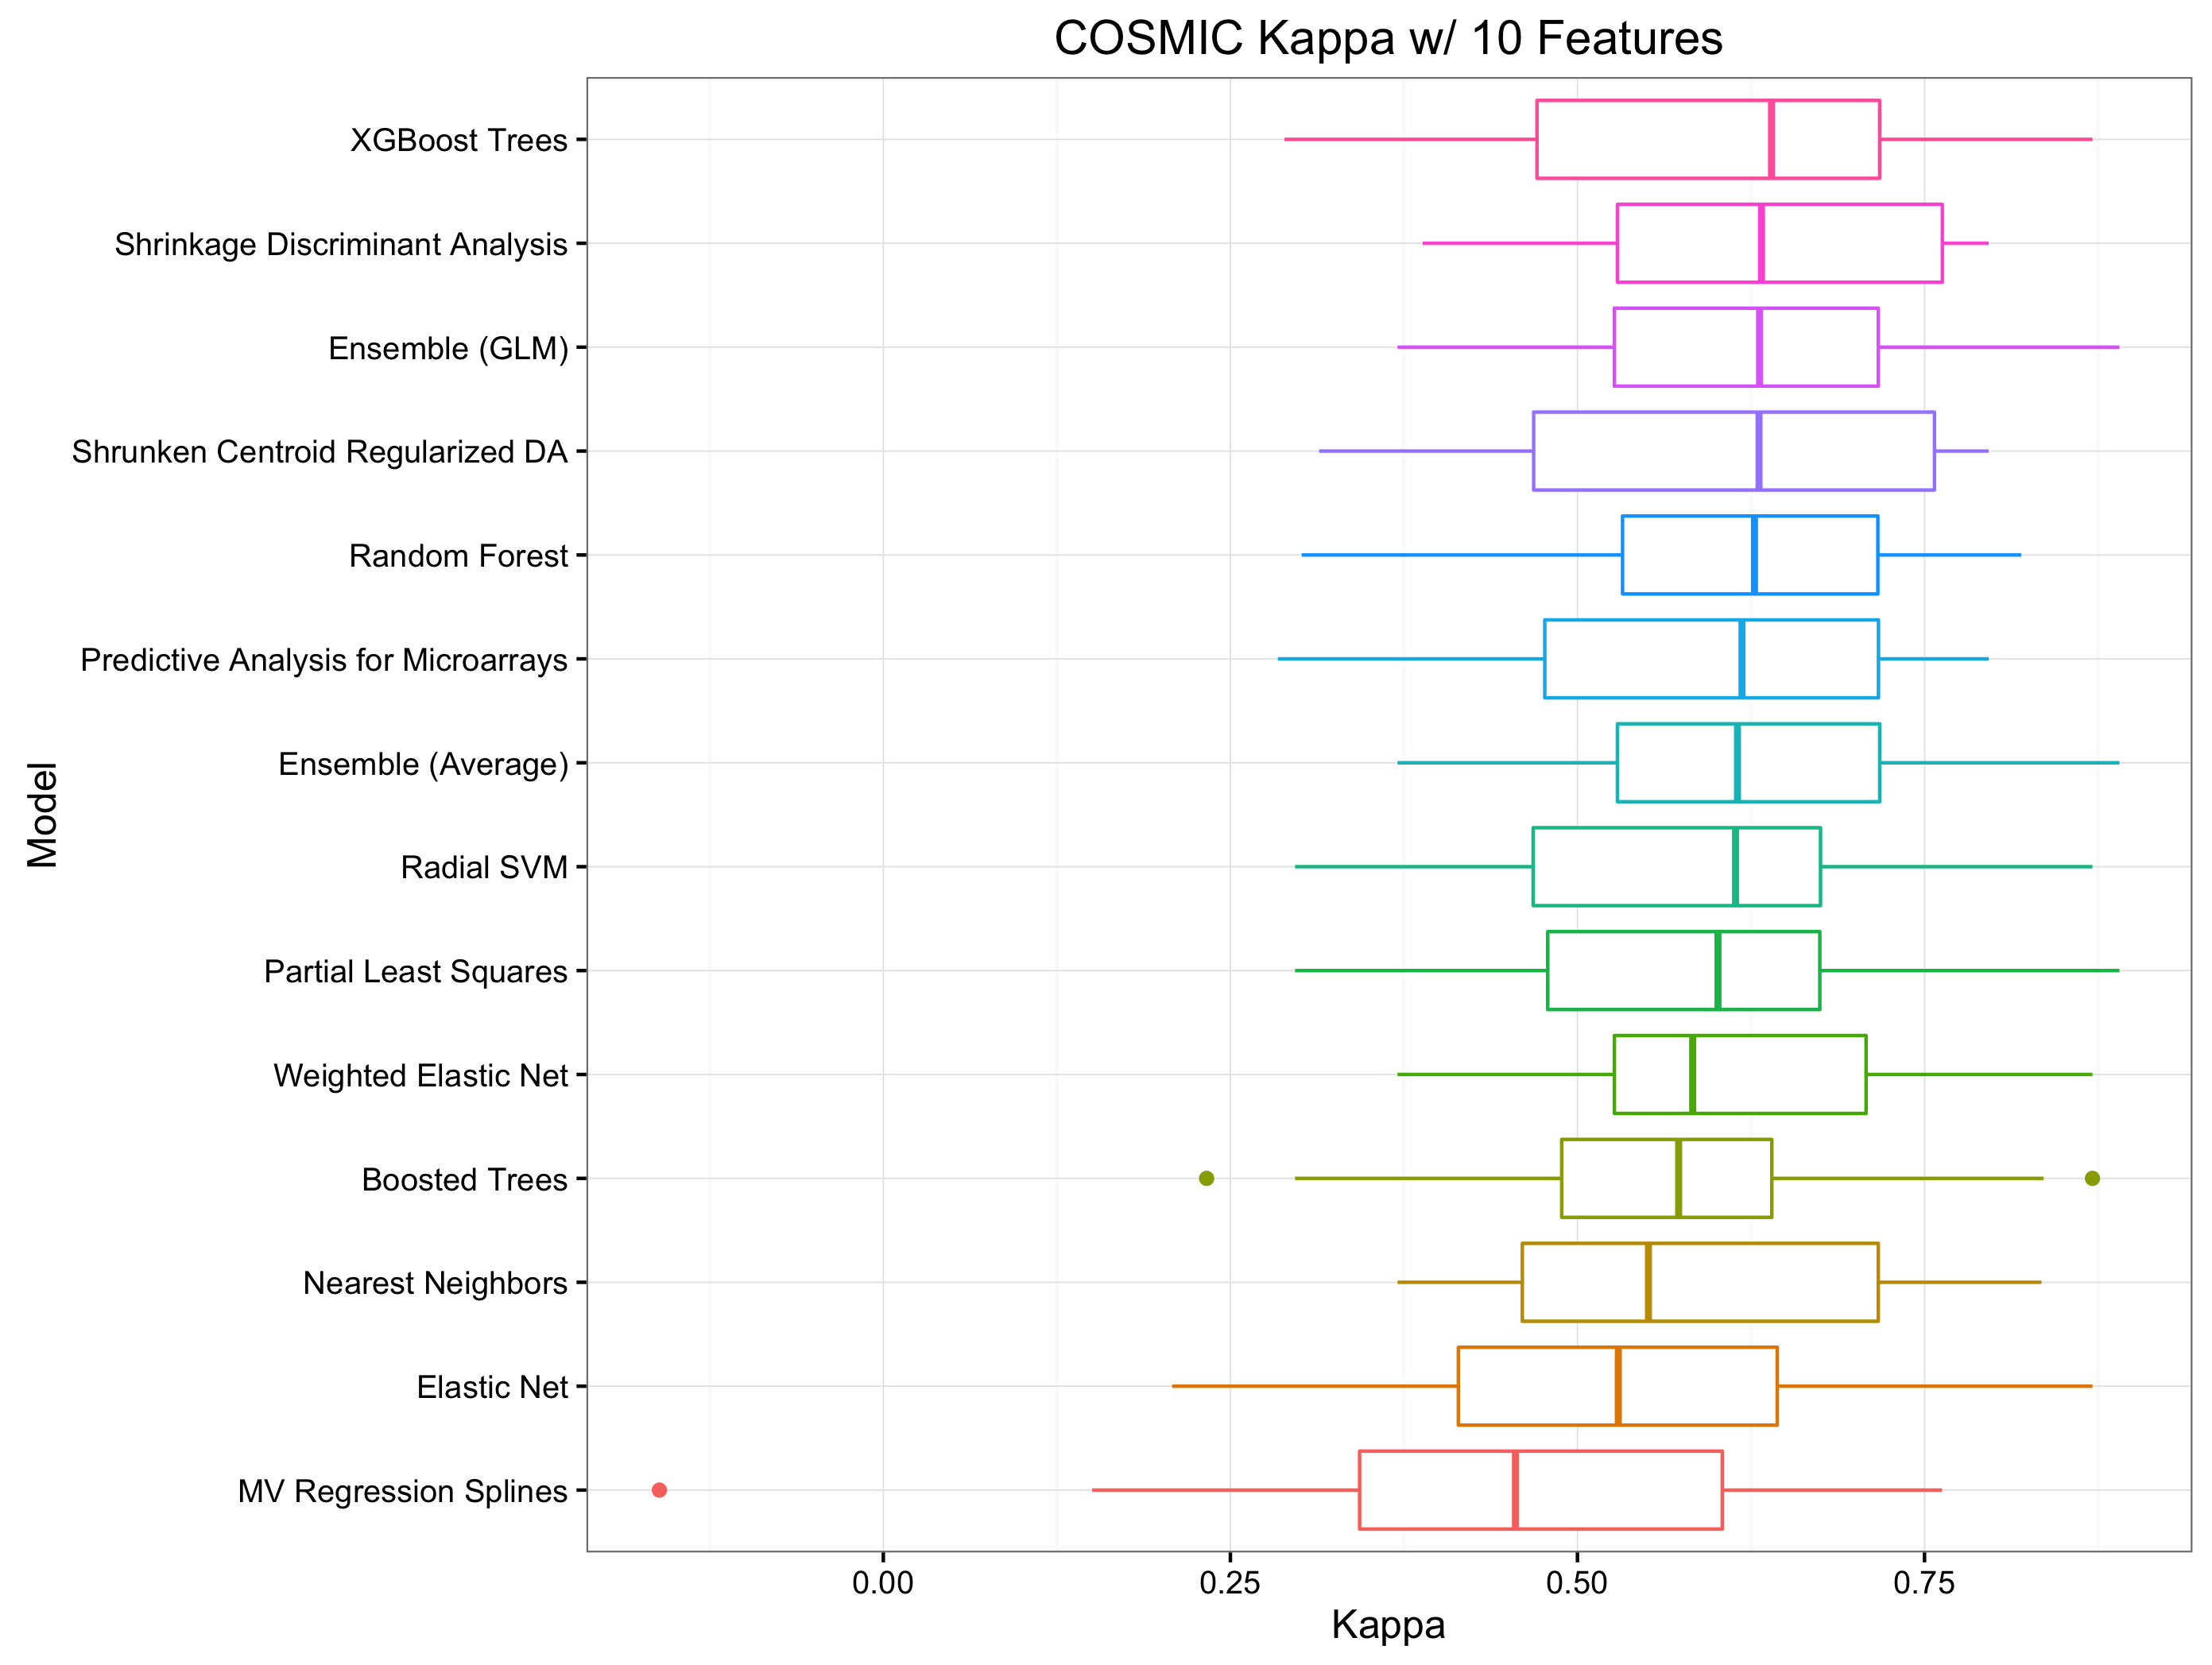 COSMIC Kappa w/ 10 Features
XGBoost Trees
Shrinkage Discriminant Analysis
Ensemble (GLM)
Shrunken Centroid Regularized DA
Random Forest
Predictive Analysis for Microarrays
Ensemble (Average)
Radial SVM
Partial Least Squares
Weighted Elastic Net
Boosted Trees
Nearest Neighbors
Elastic Net
MV Regression Splines
Model
0.00 0.25 0.50 0.75
Kappa